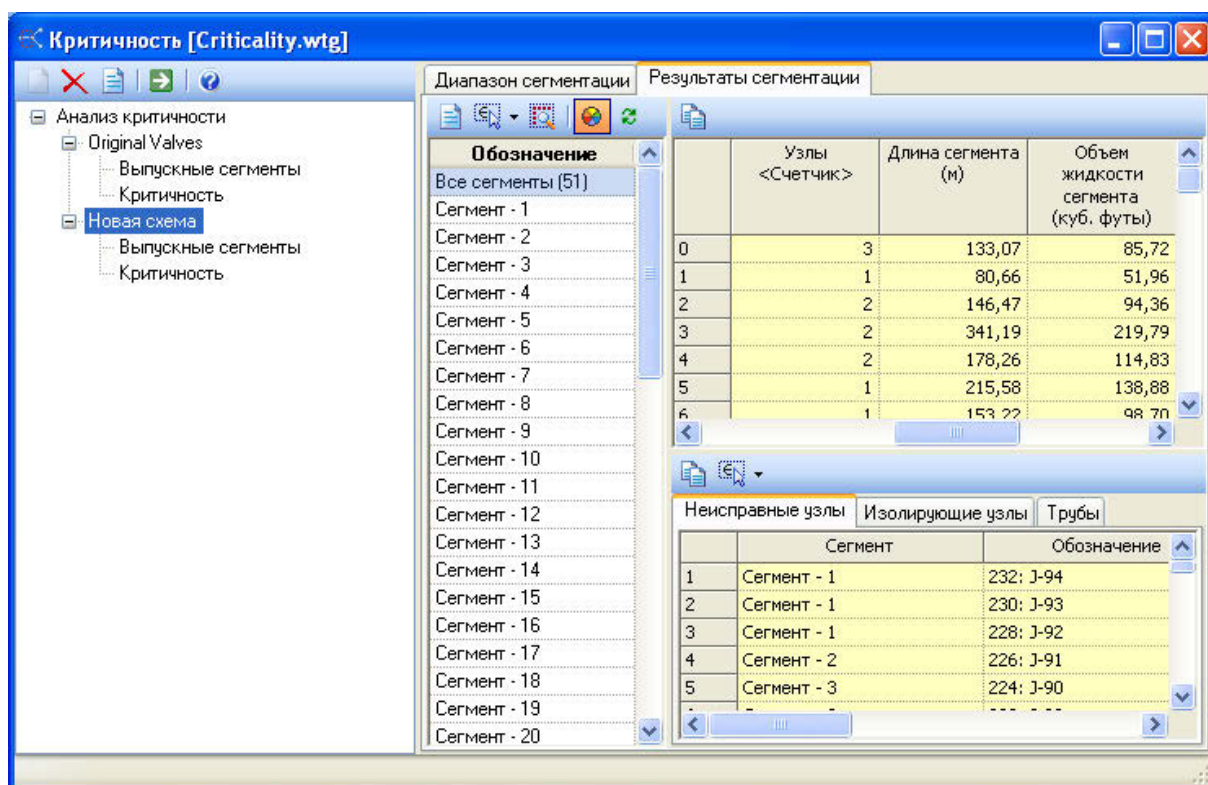 Критичность [Criticality.wtg]
Диапазон сегментации
Результаты сегментации
Анализ критичности
Original Valves
Выпускные сегменты
Критичность
Новая схема
Выпускные сегменты
Критичность
Обозначение
Все сегменты (51)
Сегмент - 1
Сегмент - 2
Сегмент - 3
Сегмент - 4
Сегмент - 5
Сегмент - 6
Сегмент - 7
Сегмент - 8
Сегмент - 9
Сегмент - 10
Сегмент - 11
Сегмент - 12
Сегмент - 13
Сегмент - 14
Сегмент - 15
Сегмент - 16
Сегмент - 17
Сегмент - 18
Сегмент - 19
Сегмент - 20
Узлы
<Счетчик>
Длина сегмента
(м)
Объем
жидкости
сегмента
(куб. футы)
0 3 133,07 85,72
1 1 80,66 51,96
2 2 146,47 94,36
3 2 341,19 219,79
4 2 178,26 114,83
5 1 215,58 138,88
6 1 153,22 98,70
Неисправные узлы
Изолирующие узлы
Трубы
Сегмент Обозначение
1 Сегмент - 1 232: J-94
2 Сегмент - 1 230: J-93
3 Сегмент - 1 228: J-92
4 Сегмент - 2 226: J-91
5 Сегмент - 3 224: J-90